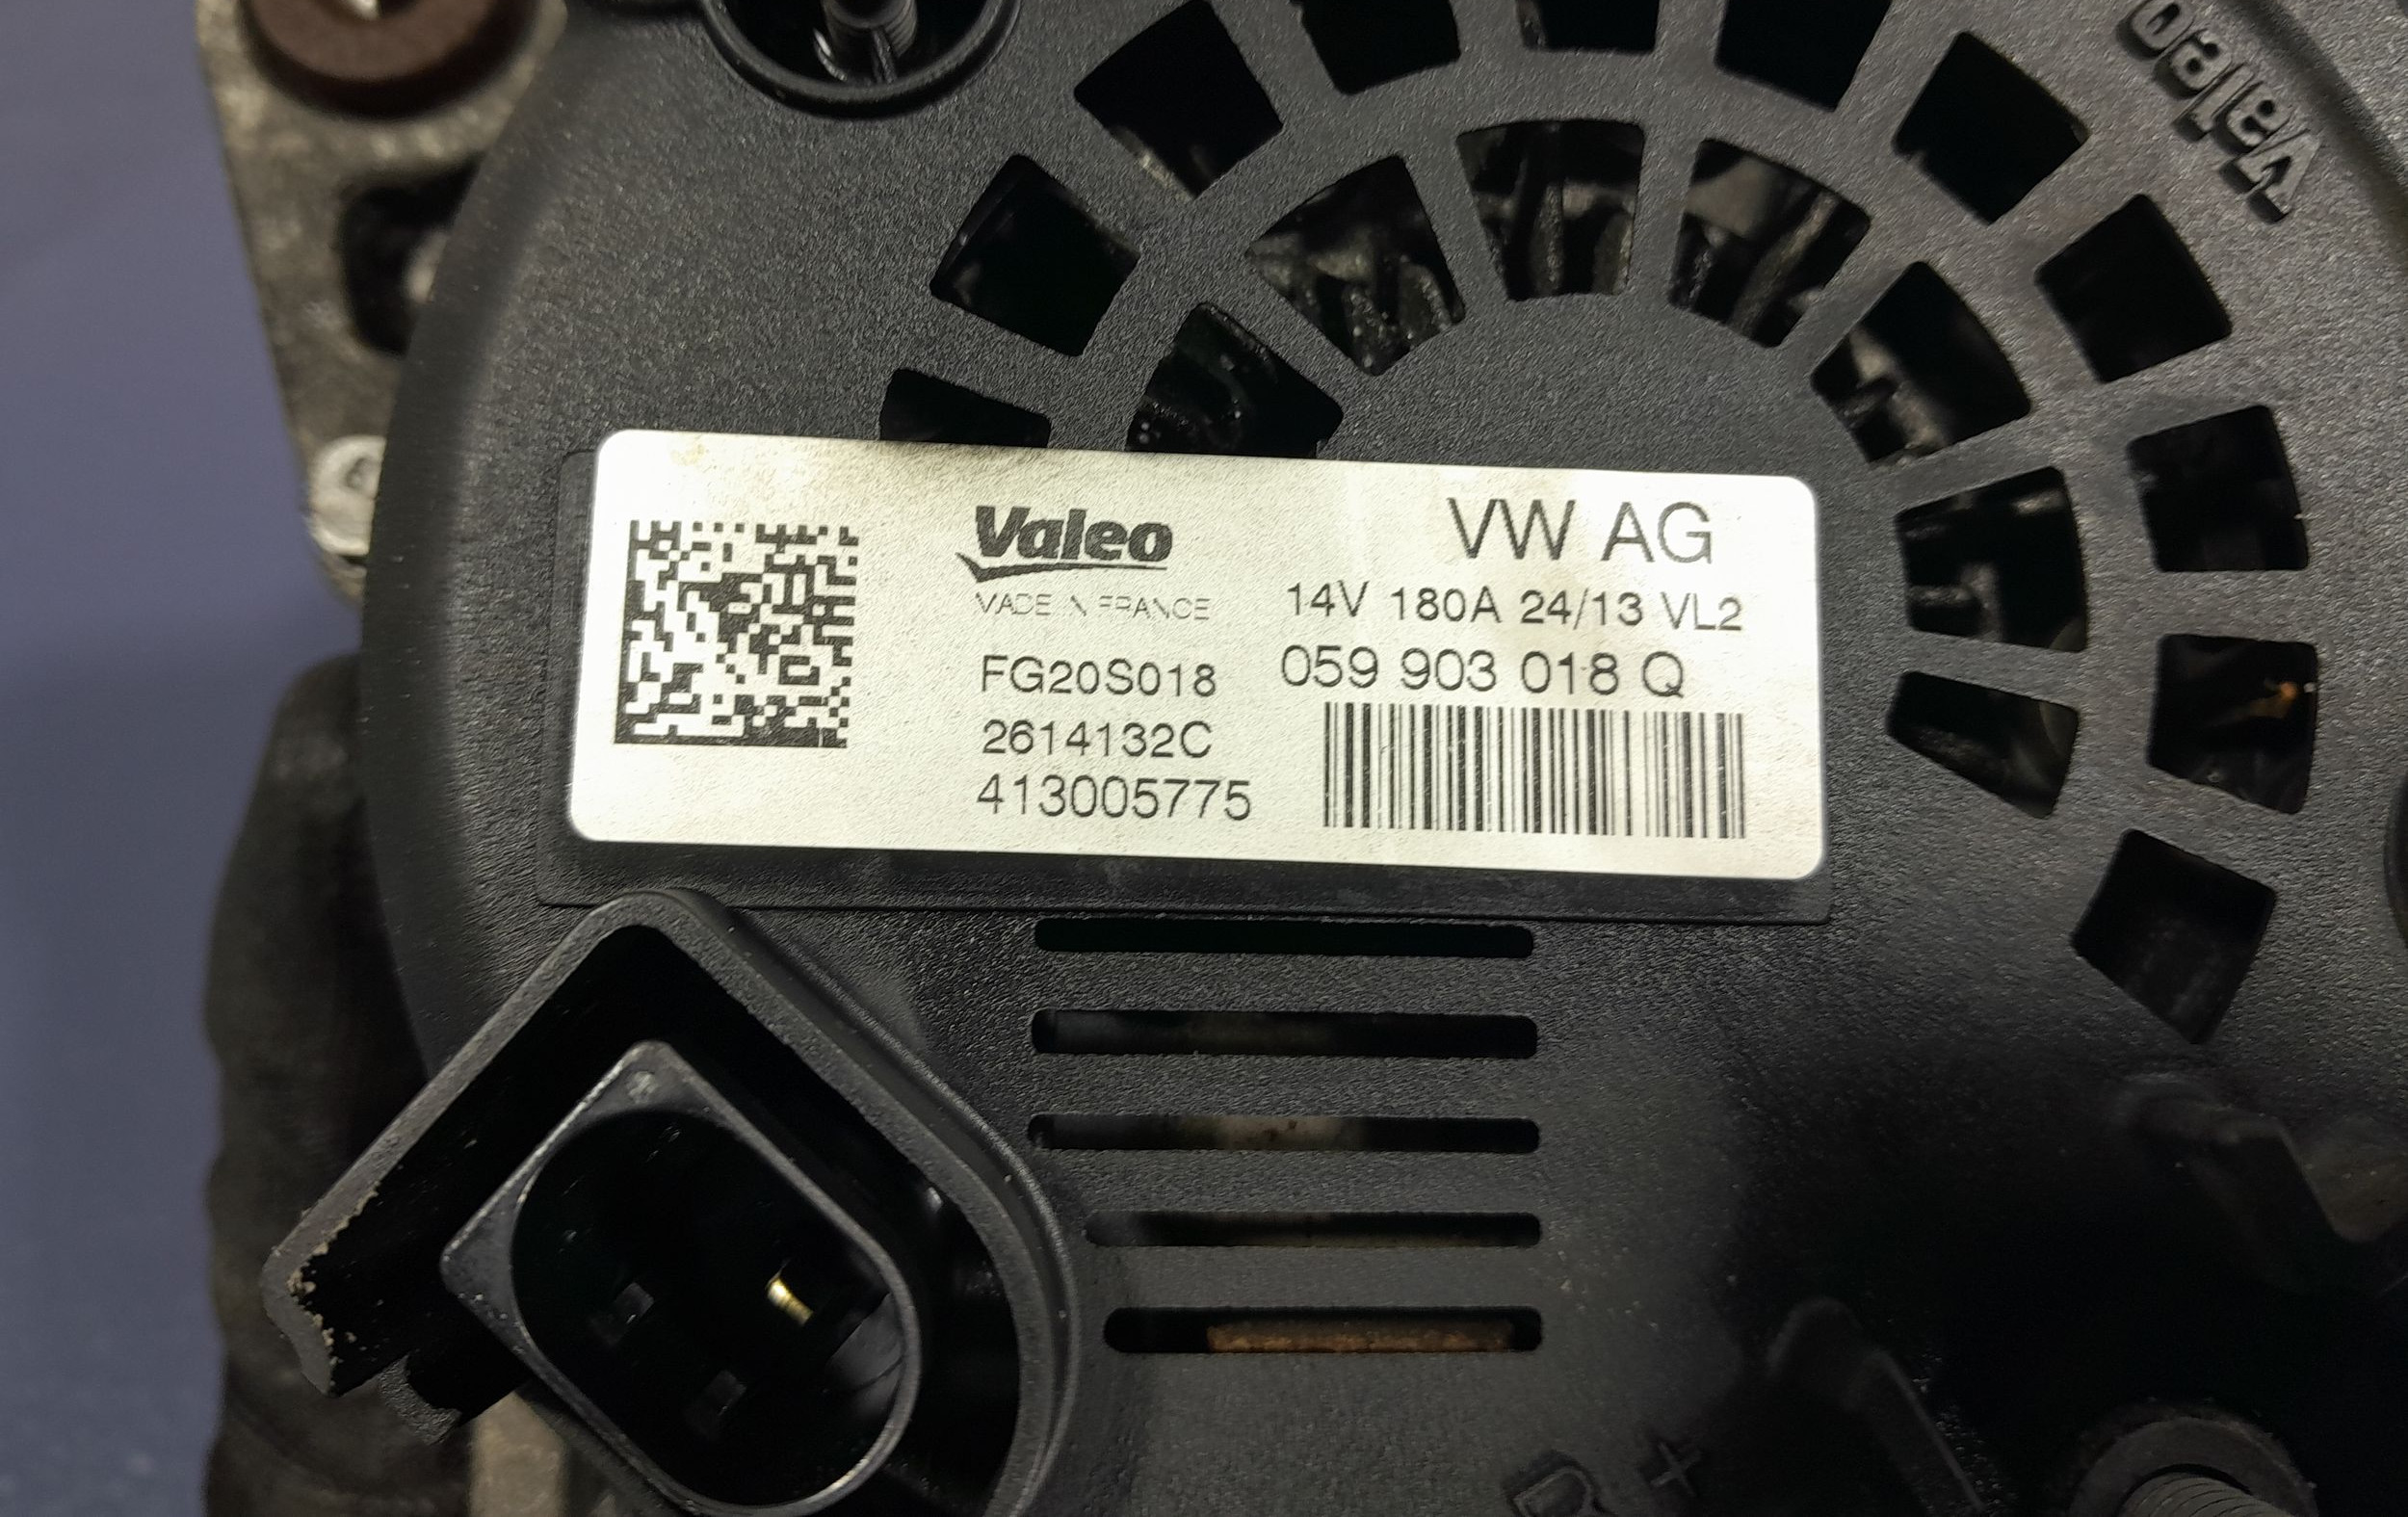 Valeo
Valeo
MADE IN FRANCE
FG20S018
2614132C
413005775
VW AG
14V 180A 24/13 VL2
059 903 018 Q
B+